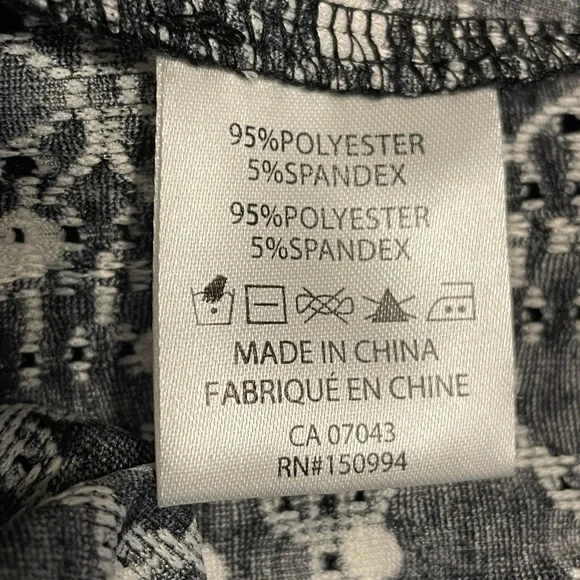 95%POLYESTER
5%SPANDEX
95%POLYESTER
5%SPANDEX
MADE IN CHINA
FABRIQUÉ EN CHINE
CA 07043
RN#150994